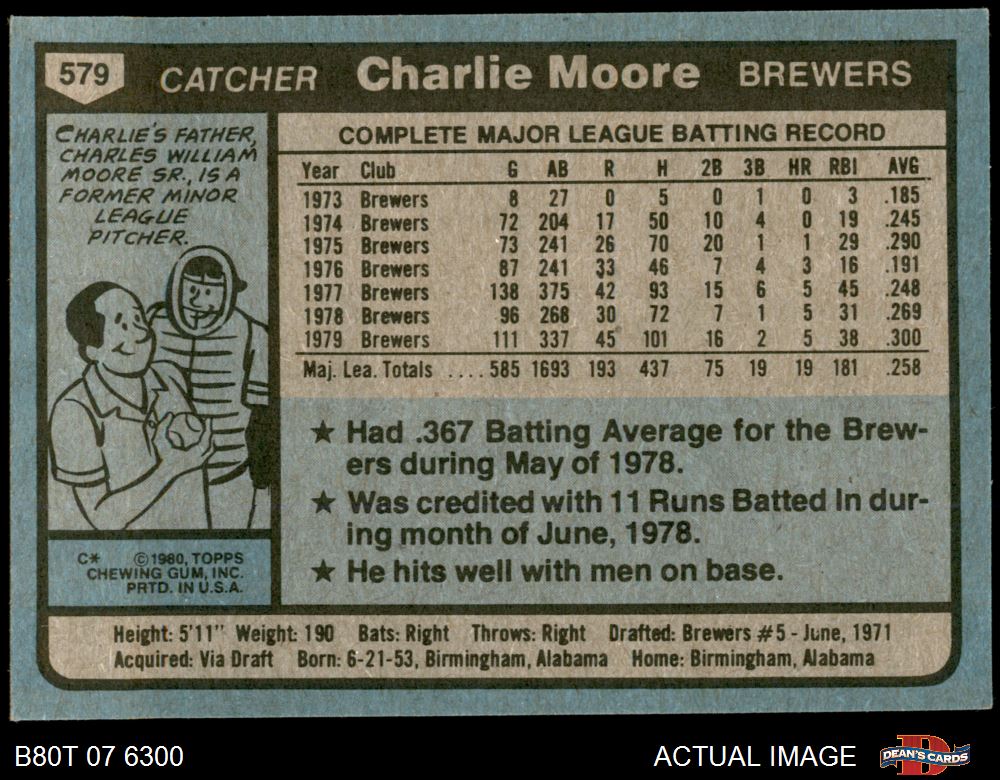 579 CATCHER Charlie Moore BREWERS
CHARLIE'S FATHER,
CHARLES WILLIAM
MOORE SR., IS A
FORMER MINOR
LEAGUE
PITCHER.
COMPLETE MAJOR LEAGUE BATTING RECORD
Year Club G AB R H 2B 3B HR RBI AVG
1973 Brewers 8 27 0 5 0 1 0 3 .185
1974 Brewers 72 204 17 50 10 4 0 19 .245
1975 Brewers 73 241 26 70 20 1 1 29 .290
1976 Brewers 87 241 33 46 7 4 3 16 .191
1977 Brewers 138 375 42 93 15 6 5 45 .248
1978 Brewers 96 268 30 72 7 1 5 31 .269
1979 Brewers 111 337 45 101 16 2 5 38 .300
Maj. Lea. Totals .... 585 1693 193 437 75 19 19 181 .258
★ Had .367 Batting Average for the Brew-
ers during May of 1978.
★ Was credited with 11 Runs Batted In dur-
ing month of June, 1978.
★ He hits well with men on base.
C* ©1980, TOPPS
CHEWING GUM, INC.
PRTD. IN U.S.A.
Height: 5'11" Weight: 190 Bats: Right Throws: Right Drafted: Brewers #5 - June, 1971
Acquired: Via Draft Born: 6-21-53, Birmingham, Alabama Home: Birmingham, Alabama
B80T 07 6300 ACTUAL IMAGE DEAN'S CARDS